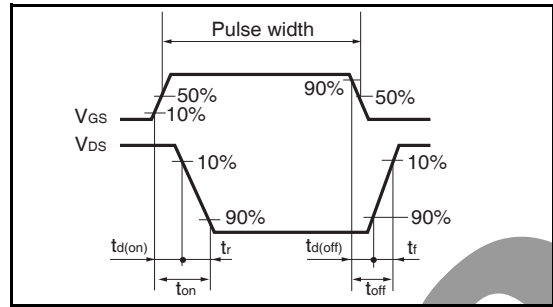 Pulse width
90%
50%
50%
VGS
10%
VDS
10%
10%
90%
90%
td(on)
tr
td(off)
tf
ton
toff